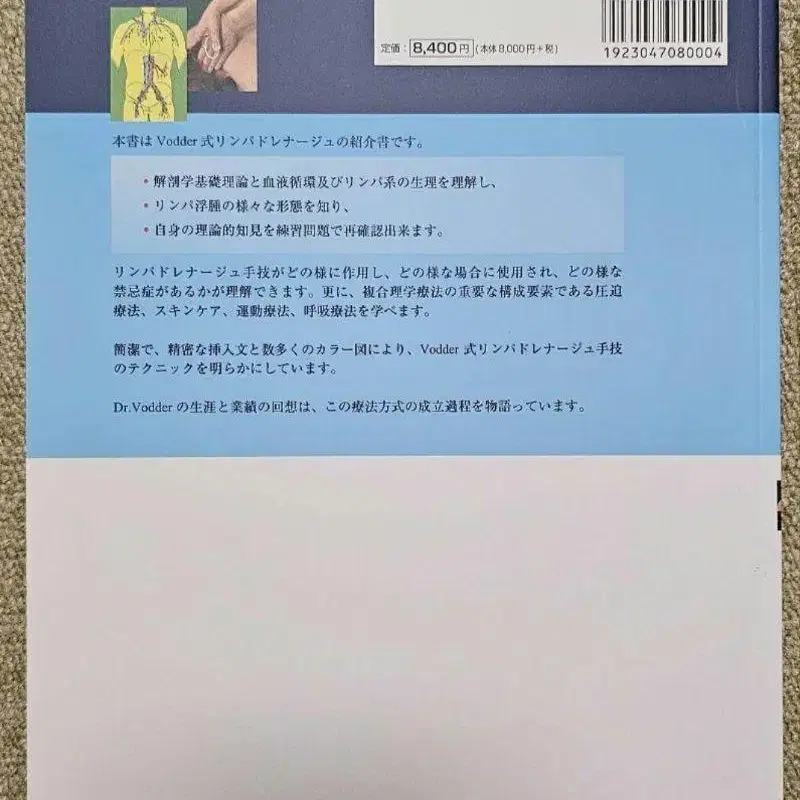 定価：8,400円(本体8,000円+税)
1923047080004
本書は Vodder 式リンパドレナージュの紹介書です。
・解剖学基礎理論と血液循環及びリンパ系の生理を理解し、
・リンパ浮腫の様々な形態を知り、
・自身の理論的知見を練習問題で再確認出来ます。
リンパドレナージュ手技がどの様に作用し、どの様な場合に使用され、どの様な
禁忌症があるかが理解できます。更に、複合理学療法の重要な構成要素である圧迫
療法、スキンケア、運動療法、呼吸療法を学べます。
簡潔で、精密な挿入文と数多くのカラー図により、Vodder 式リンパドレナージュ手技
のテクニックを明らかにしています。
Dr.Vodder の生涯と業績の回想は、この療法方式の成立過程を物語っています。